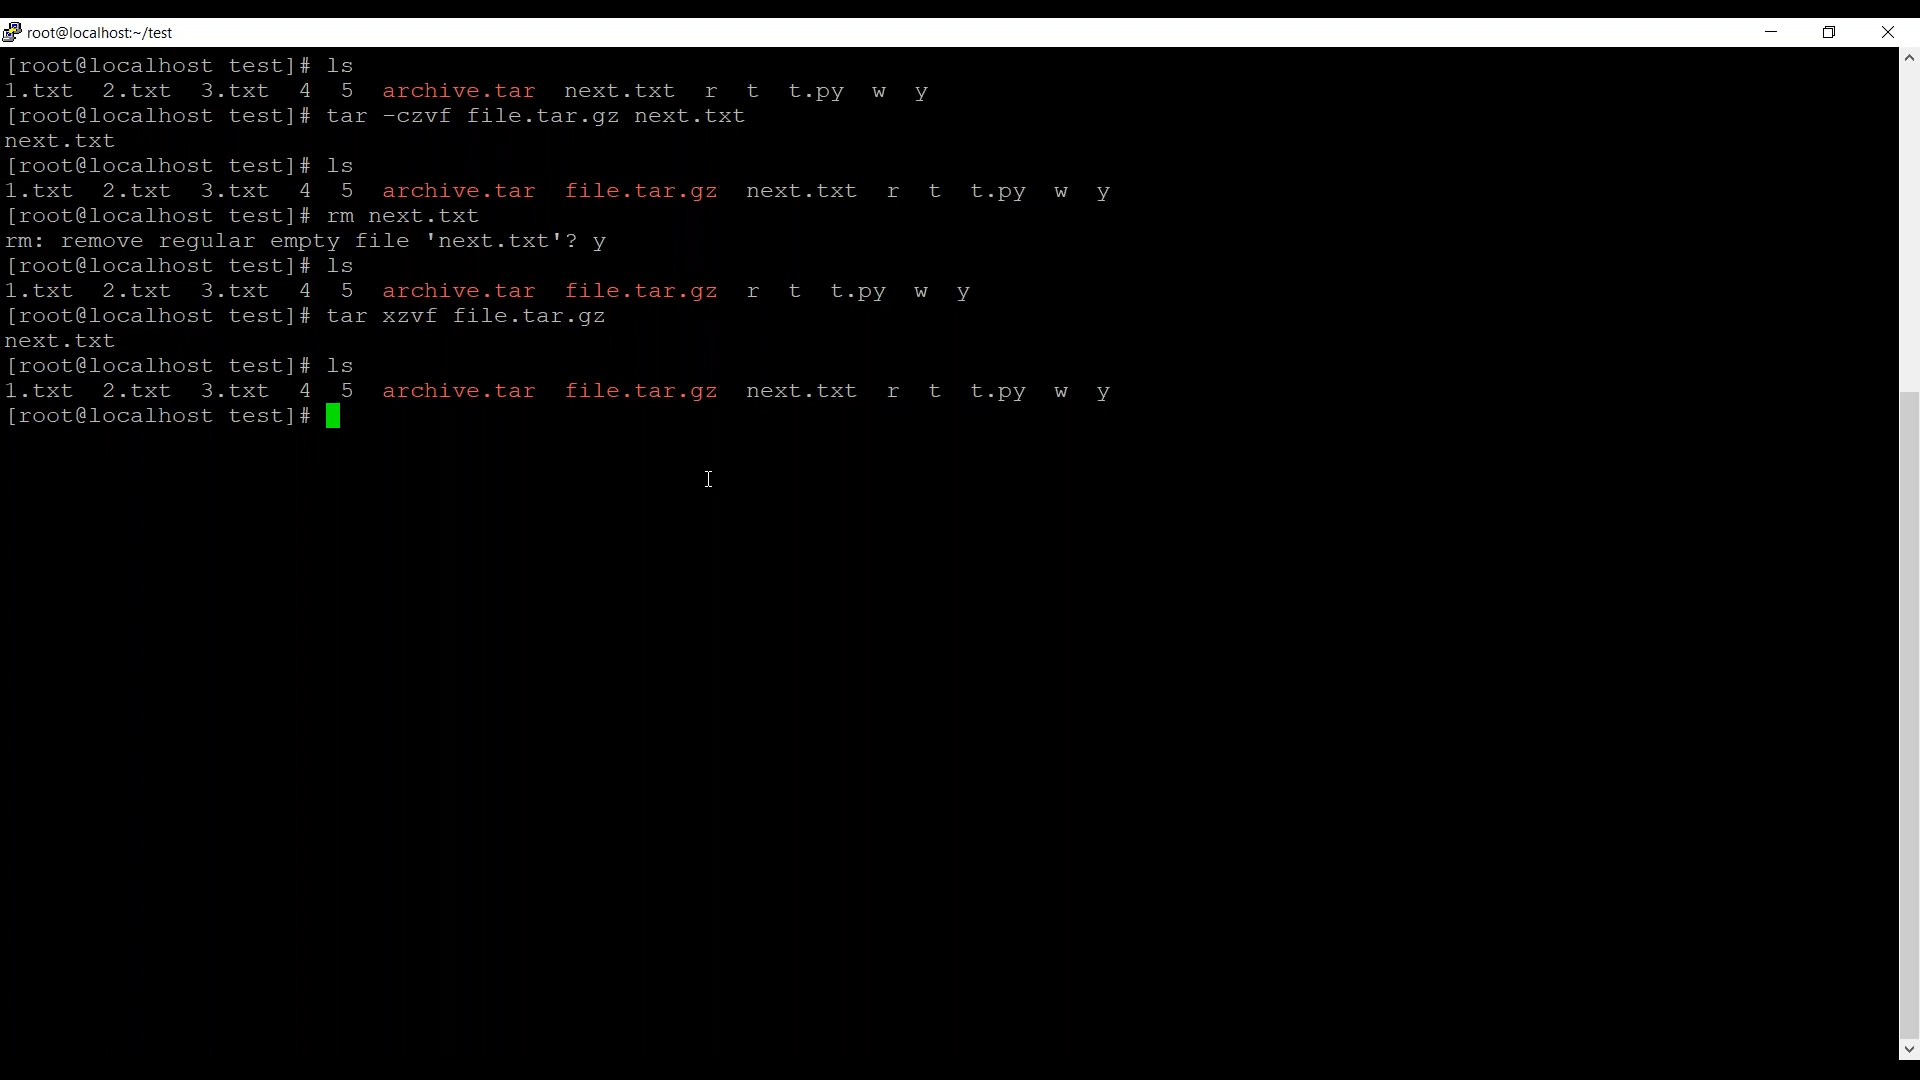 root@localhost:~/test
[root@localhost test]# ls
1.txt  2.txt  3.txt  4  5  archive.tar  next.txt  r  t  t.py  w  y
[root@localhost test]# tar -czvf file.tar.gz next.txt
next.txt
[root@localhost test]# ls
1.txt  2.txt  3.txt  4  5  archive.tar  file.tar.gz  next.txt  r  t  t.py  w  y
[root@localhost test]# rm next.txt
rm: remove regular empty file 'next.txt'? y
[root@localhost test]# ls
1.txt  2.txt  3.txt  4  5  archive.tar  file.tar.gz  r  t  t.py  w  y
[root@localhost test]# tar xzvf file.tar.gz
next.txt
[root@localhost test]# ls
1.txt  2.txt  3.txt  4  5  archive.tar  file.tar.gz  next.txt  r  t  t.py  w  y
[root@localhost test]#